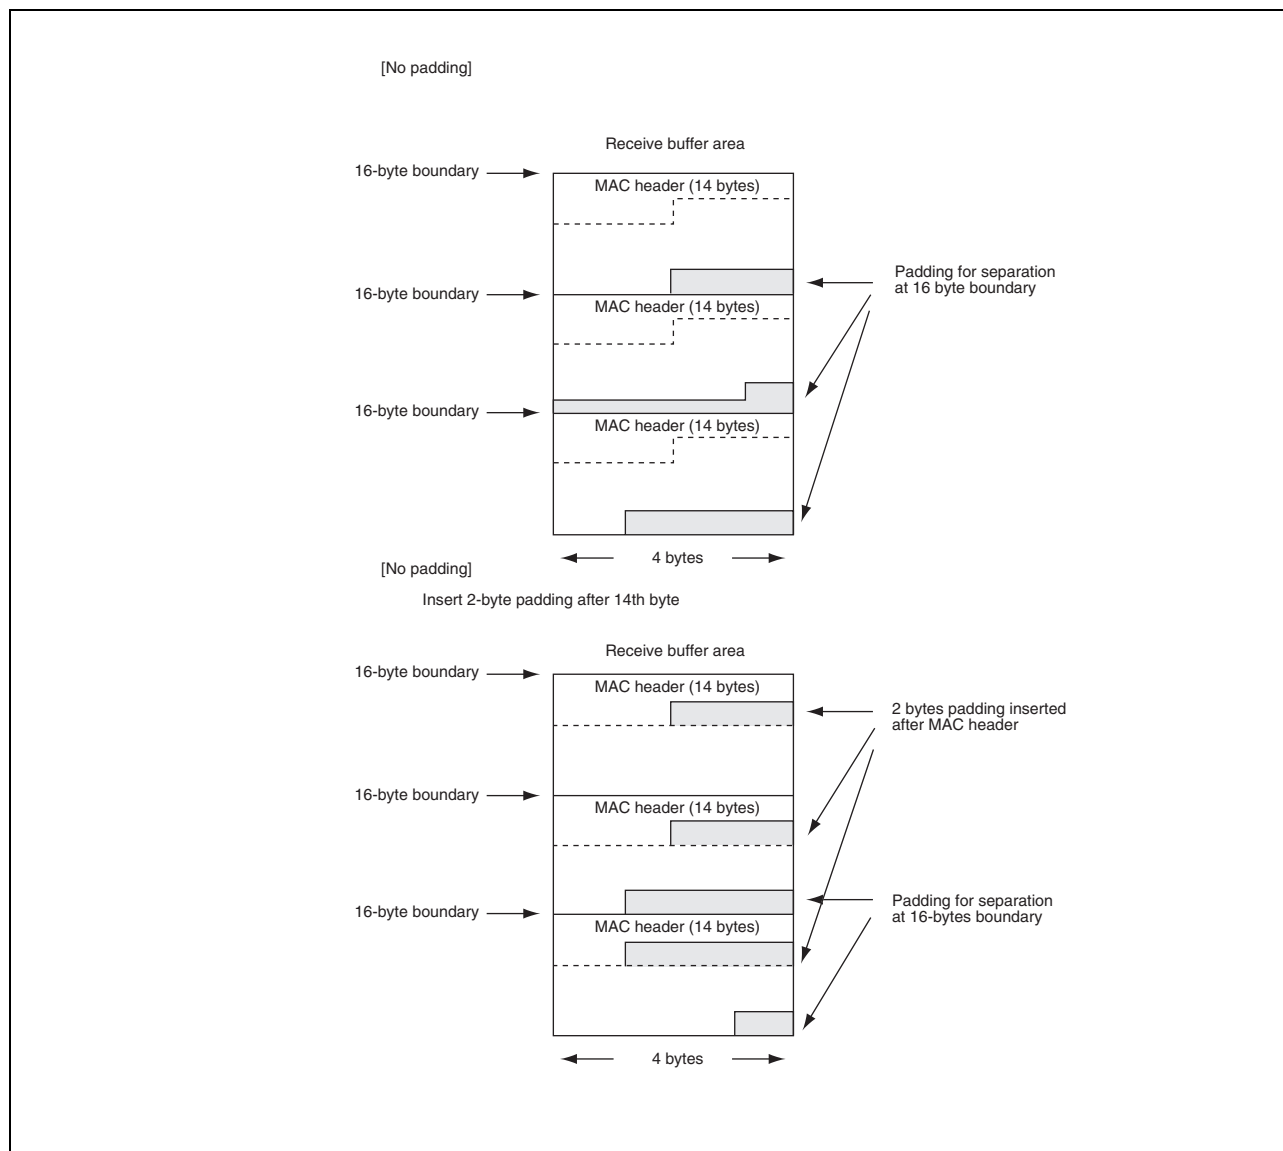 [No padding]
Receive buffer area
16-byte boundary
MAC header (14 bytes)
Padding for separation
at 16 byte boundary
16-byte boundary
MAC header (14 bytes)
16-byte boundary
MAC header (14 bytes)
4 bytes
[No padding]
Insert 2-byte padding after 14th byte
Receive buffer area
16-byte boundary
MAC header (14 bytes)
2 bytes padding inserted
after MAC header
16-byte boundary
MAC header (14 bytes)
Padding for separation
at 16-bytes boundary
16-byte boundary
MAC header (14 bytes)
4 bytes